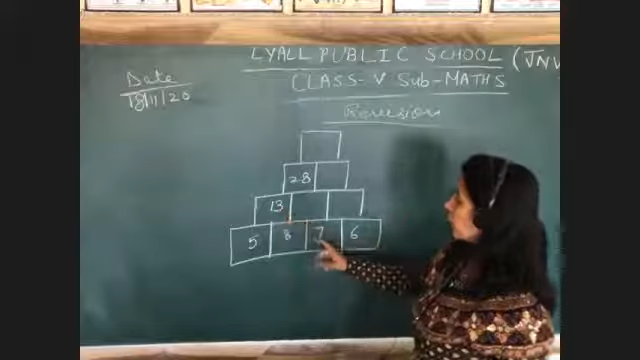 LYALL PUBLIC SCHOOL (JNV
Date
18/11/20
CLASS-V Sub-MATHS
Revision
28
13
5 8 7 6